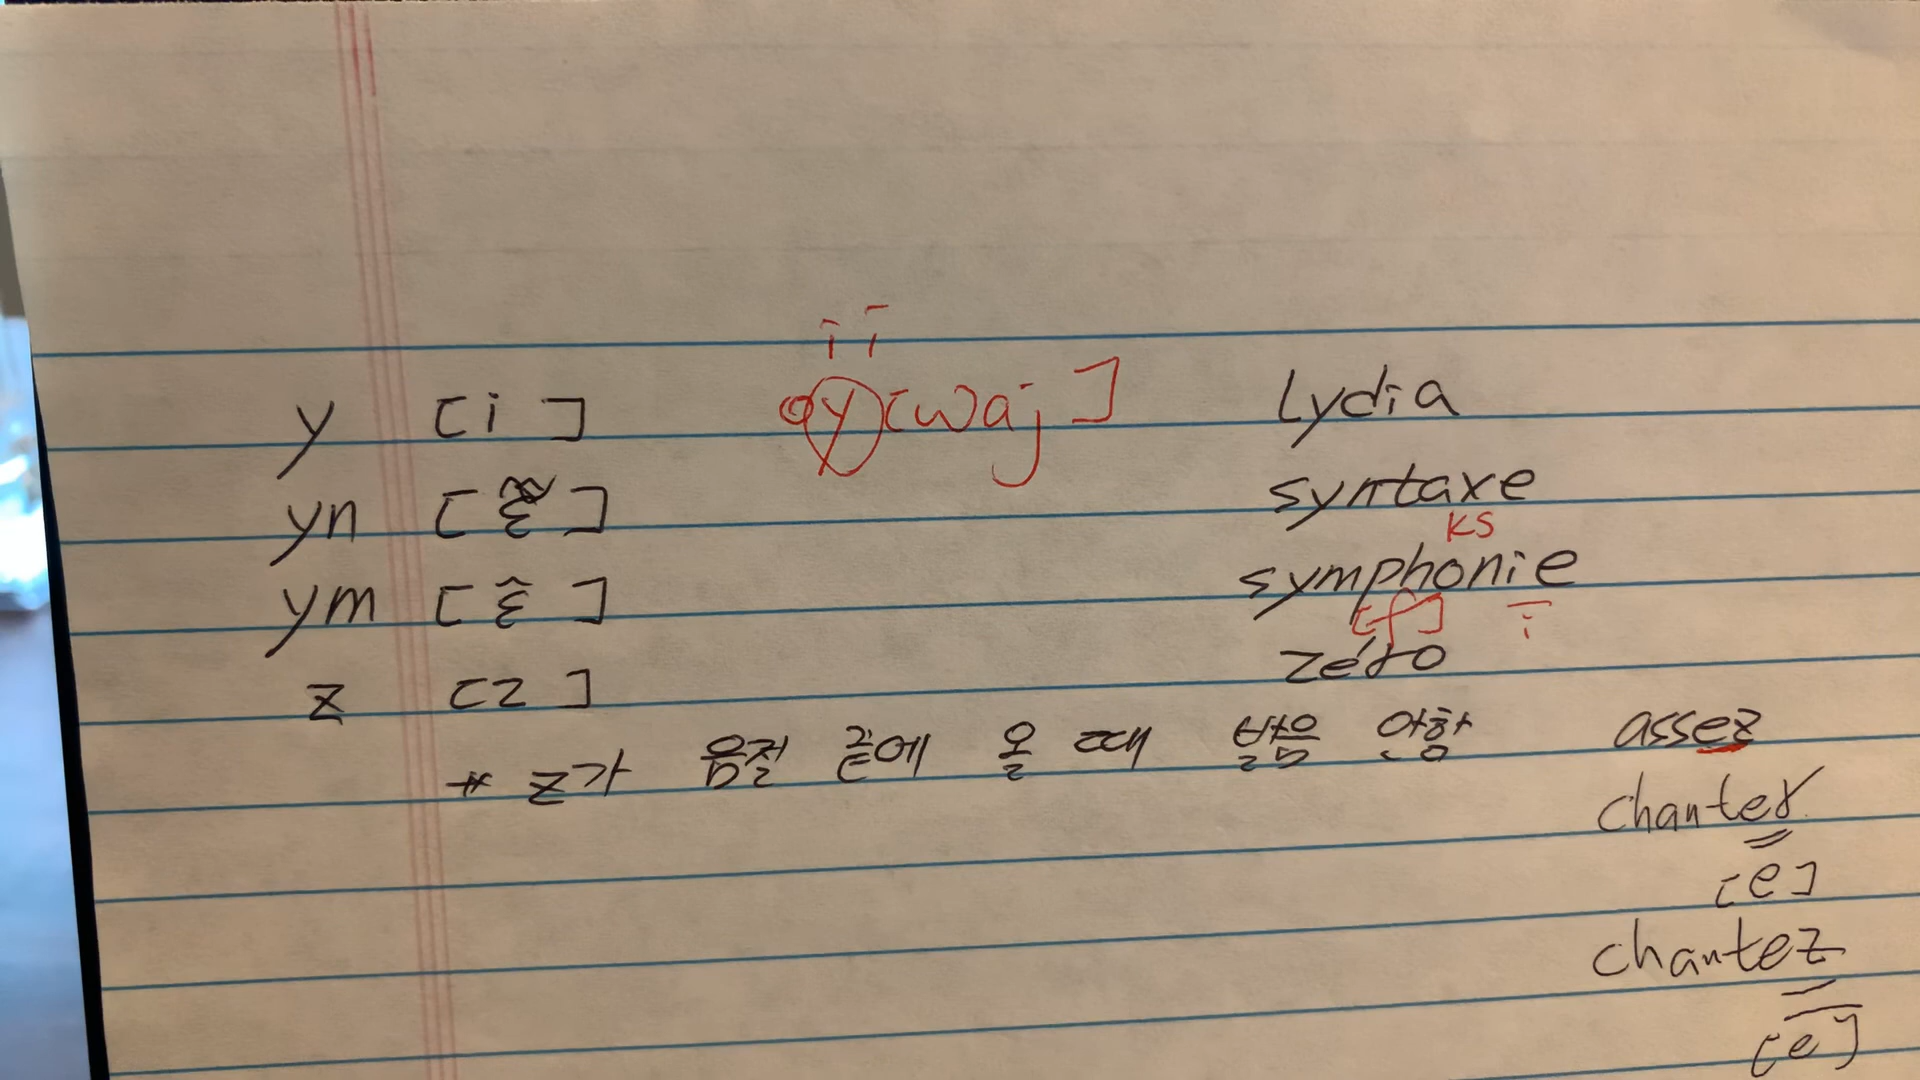 i i
y [i] oy [waj] Lydia
yn [ɛ̃] syntaxe
ks
ym [ɛ̃] symphonie
[f] i
z [z] zéro
* z가 음절 끝에 올 때 발음 안함 assez
chanter
[e]
chantez
[e]